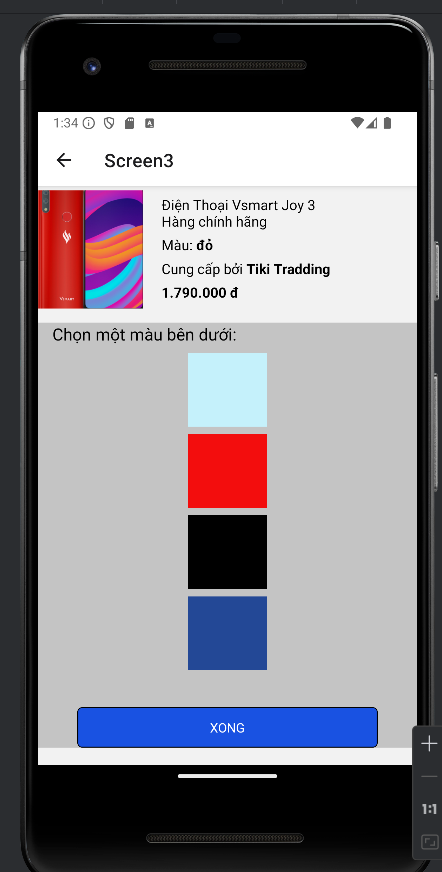 1:34
Screen3
Điện Thoại Vsmart Joy 3
Hàng chính hãng
Màu: đỏ
Cung cấp bởi Tiki Tradding
1.790.000 đ
Vsmart
Chọn một màu bên dưới:
XONG
1:1